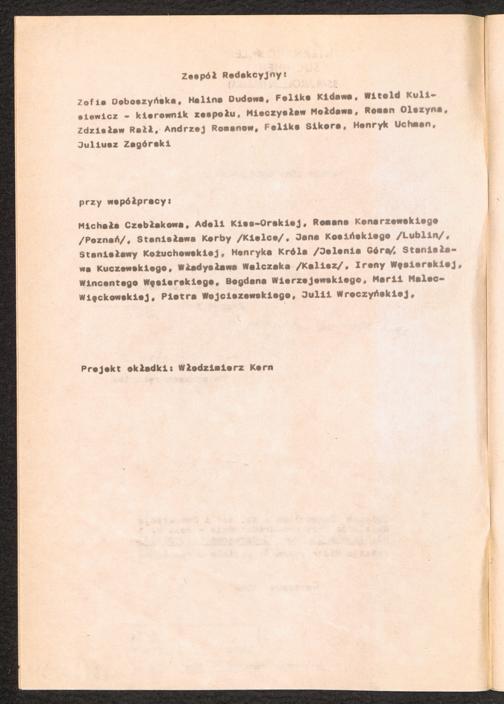 Zespół Redakcyjny:
Zofia Doboszyńska, Halina Dudowa, Feliks Kidawa, Witold Kuli-
siewicz - kierownik zespołu, Mieczysław Mołdawa, Roman Olszyna,
Zdzisław Rałł, Andrzej Romanow, Feliks Sikora, Henryk Uchman,
Juliusz Zagórski
przy współpracy:
Michała Czebłakowa, Adeli Kiss-Orskiej, Romana Konarzewskiego
/Poznań/, Stanisława Korby /Kielce/, Jana Kosińskiego /Lublin/,
Stanisławy Kożuchowskiej, Henryka Króla /Jelenia Góra/, Stanisła-
wa Kuczewskiego, Władysława Walczaka /Kalisz/, Ireny Węsierskiej,
Wincentego Węsierskiego, Bogdana Wierzejewskiego, Marii Malec-
Więckowskiej, Piotra Wojciszewskiego, Julii Wroczyńskiej,
Projekt okładki: Włodzimierz Kern